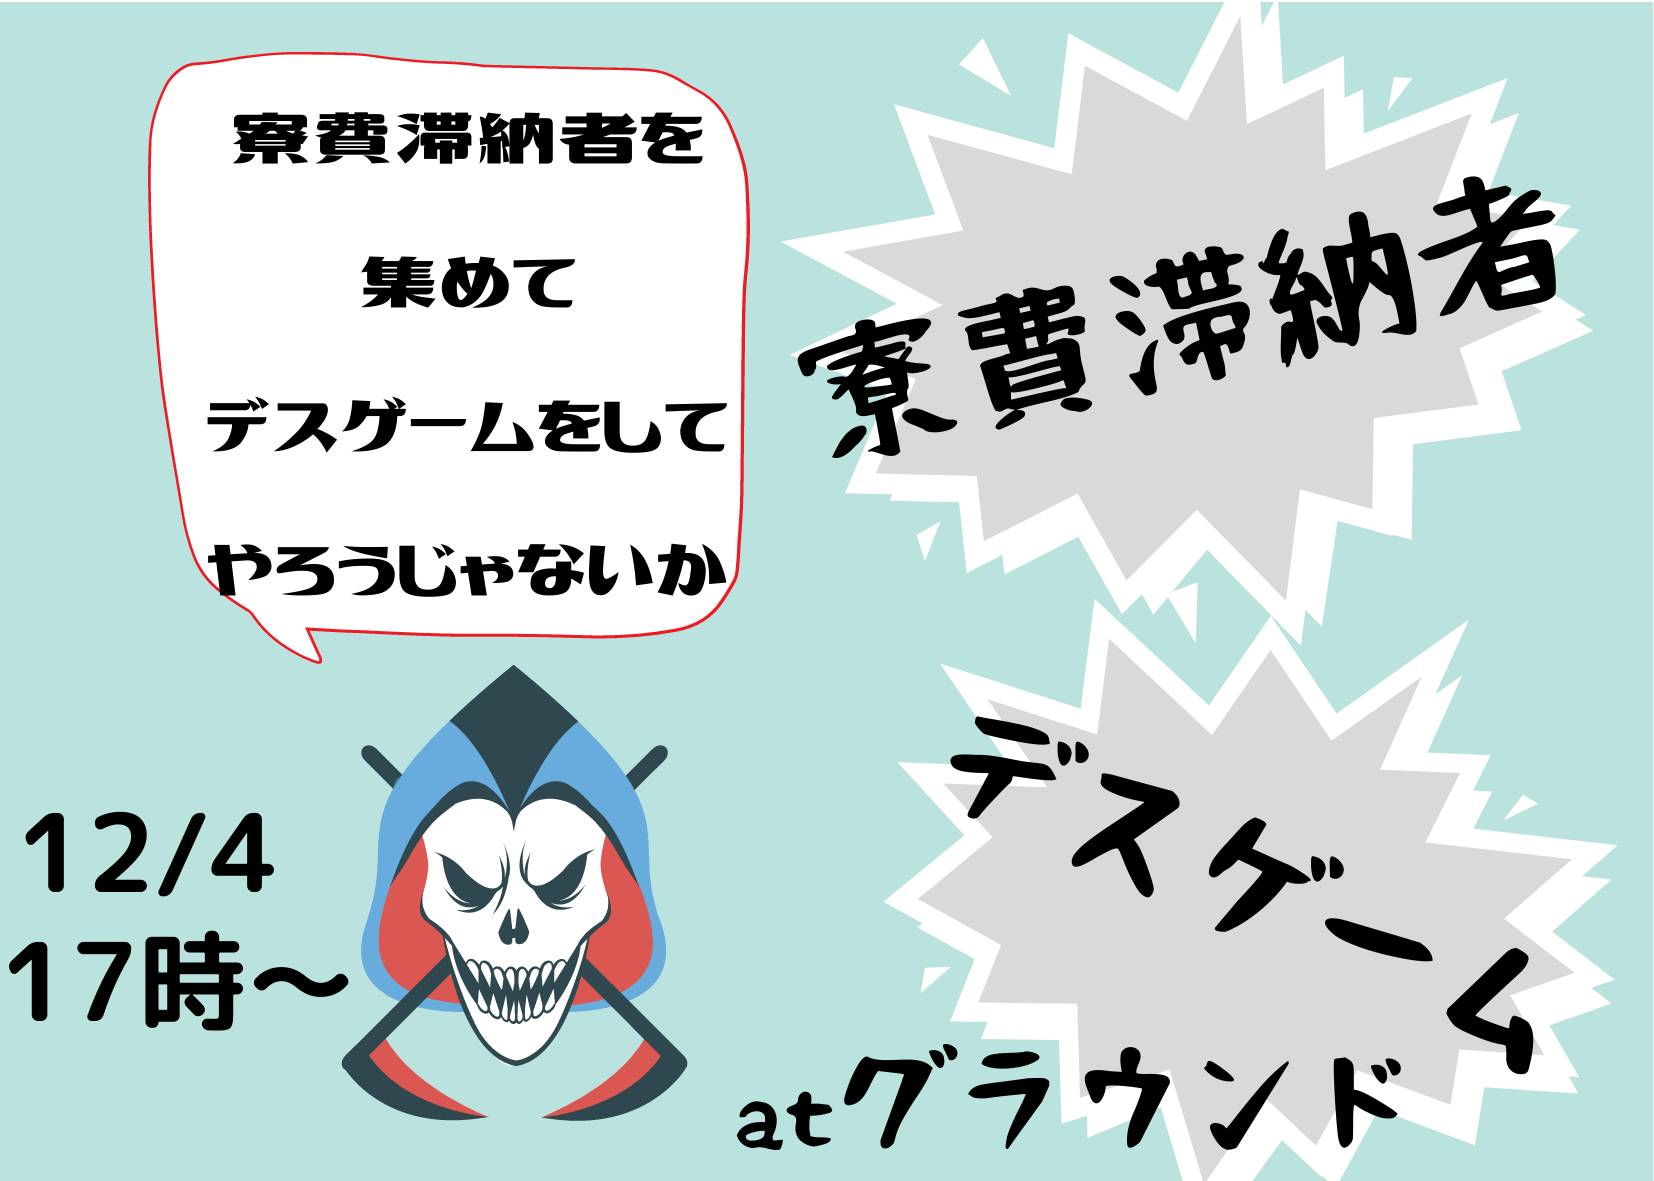 寮費滞納者を
集めて
デスゲームをして
やろうじゃないか
寮費滞納者
デスゲーム
atグラウンド
12/4
17時〜